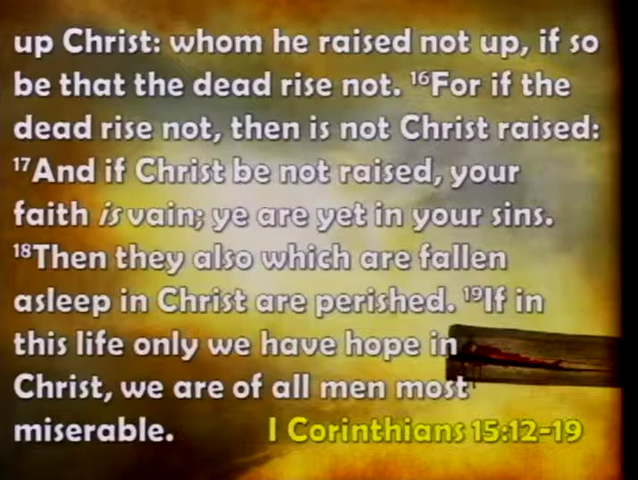 up Christ: whom he raised not up, if so
be that the dead rise not. ¹⁶For if the
dead rise not, then is not Christ raised:
¹⁷And if Christ be not raised, your
faith is vain; ye are yet in your sins.
¹⁸Then they also which are fallen
asleep in Christ are perished. ¹⁹If in
this life only we have hope in
Christ, we are of all men most
miserable. I Corinthians 15:12-19